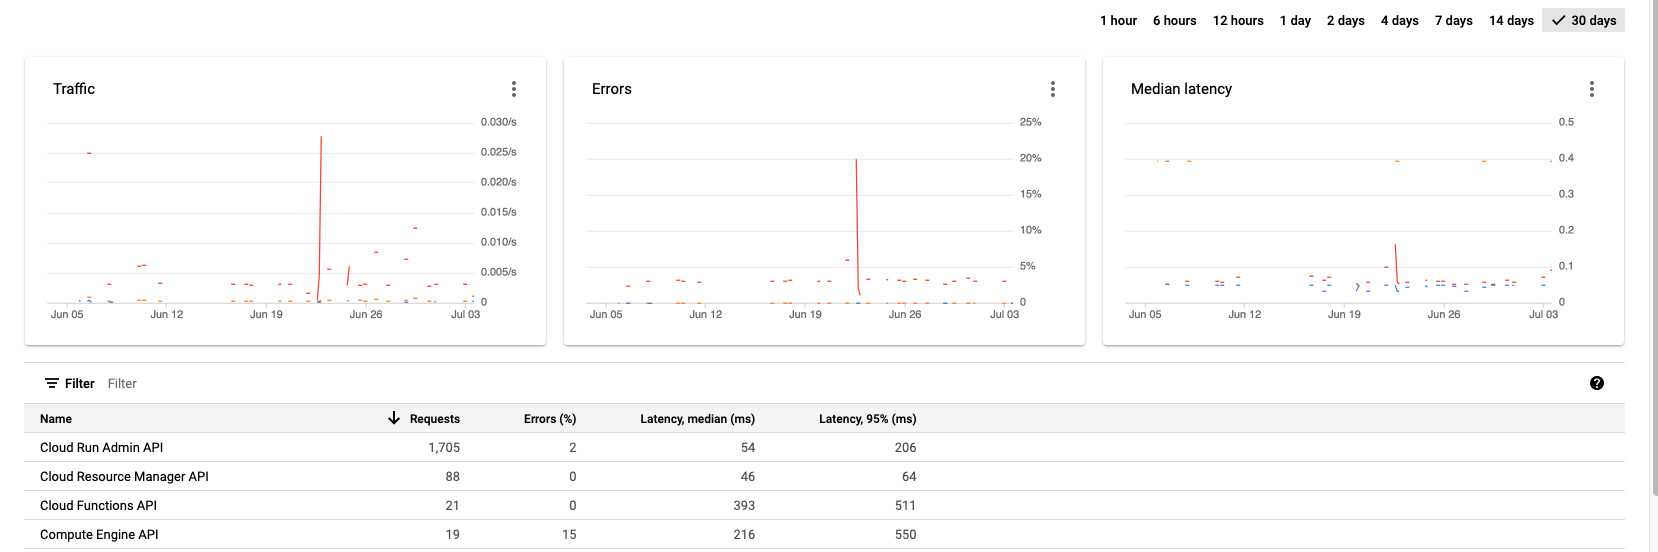 1 hour 6 hours 12 hours 1 day 2 days 4 days 7 days 14 days 30 days
Traffic
0.030/s
0.025/s
0.020/s
0.015/s
0.010/s
0.005/s
0
Jun 05 Jun 12 Jun 19 Jun 26 Jul 03
Errors
25%
20%
15%
10%
5%
0
Jun 05 Jun 12 Jun 19 Jun 26 Jul 03
Median latency
0.5
0.4
0.3
0.2
0.1
0
Jun 05 Jun 12 Jun 19 Jun 26 Jul 03
Filter Filter ?
Name Requests Errors (%) Latency, median (ms) Latency, 95% (ms)
Cloud Run Admin API 1,705 2 54 206
Cloud Resource Manager API 88 0 46 64
Cloud Functions API 21 0 393 511
Compute Engine API 19 15 216 550